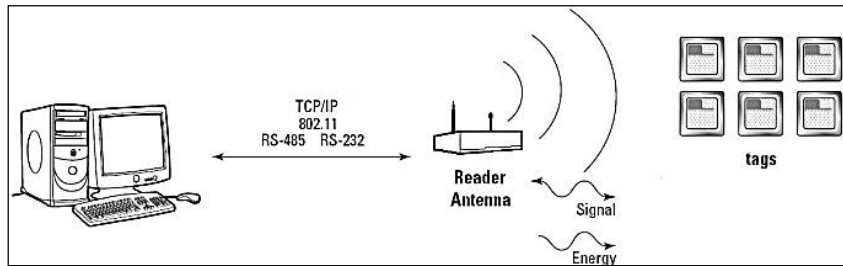 TCP/IP
802.11
RS-485 RS-232
Reader
Antenna
Signal
Energy
tags